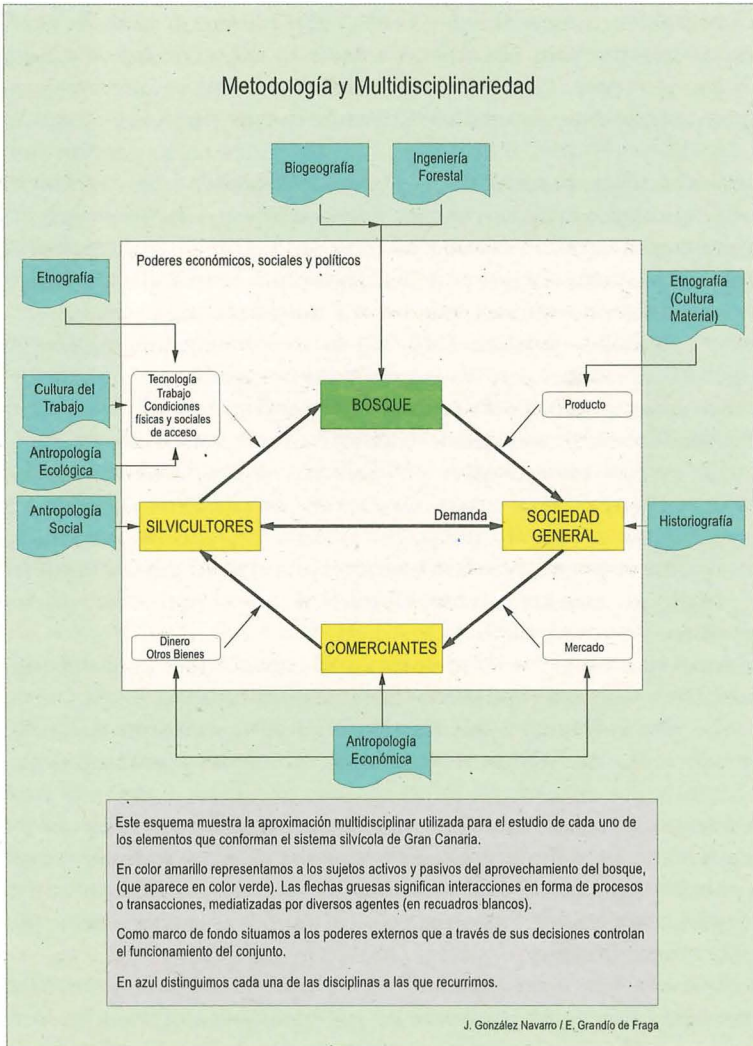 Metodología y Multidisciplinariedad
Biogeografía
Ingeniería
Forestal
Poderes económicos, sociales y políticos
Etnografía
Etnografía
(Cultura
Material)
Cultura del
Trabajo
Tecnología
Trabajo
Condiciones
físicas y sociales
de acceso
BOSQUE
Producto
Antropología
Ecológica
Antropología
Social
SILVICULTORES
Demanda
SOCIEDAD
GENERAL
Historiografía
Dinero
Otros Bienes
COMERCIANTES
Mercado
Antropología
Económica
Este esquema muestra la aproximación multidisciplinar utilizada para el estudio de cada uno de
los elementos que conforman el sistema silvícola de Gran Canaria.
En color amarillo representamos a los sujetos activos y pasivos del aprovechamiento del bosque,
(que aparece en color verde). Las flechas gruesas significan interacciones en forma de procesos
o transacciones, mediatizadas por diversos agentes (en recuadros blancos).
Como marco de fondo situamos a los poderes externos que a través de sus decisiones controlan
el funcionamiento del conjunto.
En azul distinguimos cada una de las disciplinas a las que recurrimos.
J. González Navarro / E. Grandío de Fraga